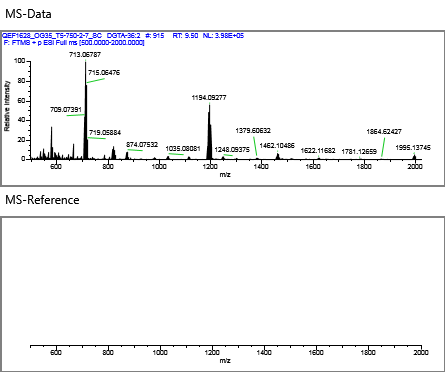 MS-Data
QEF1628_OG35_T5-750-2-7_BC DGTA-36:2 #: 915 RT: 9.50 NL: 3.98E+05
F: FTMS + p ESI Full ms [500.0000-2000.0000]
713.06787
100
715.06476
80
1194.09277
Relative Intensity
60
709.07391
40
1379.60632
1864.62427
719.05884
20
874.07532
1035.08081
1248.09375
1462.10486
1622.11682
1781.12659
1995.13745
0
600 800 1000 1200 1400 1600 1800 2000
m/z
MS-Reference
600 800 1000 1200 1400 1600 1800 2000
m/z